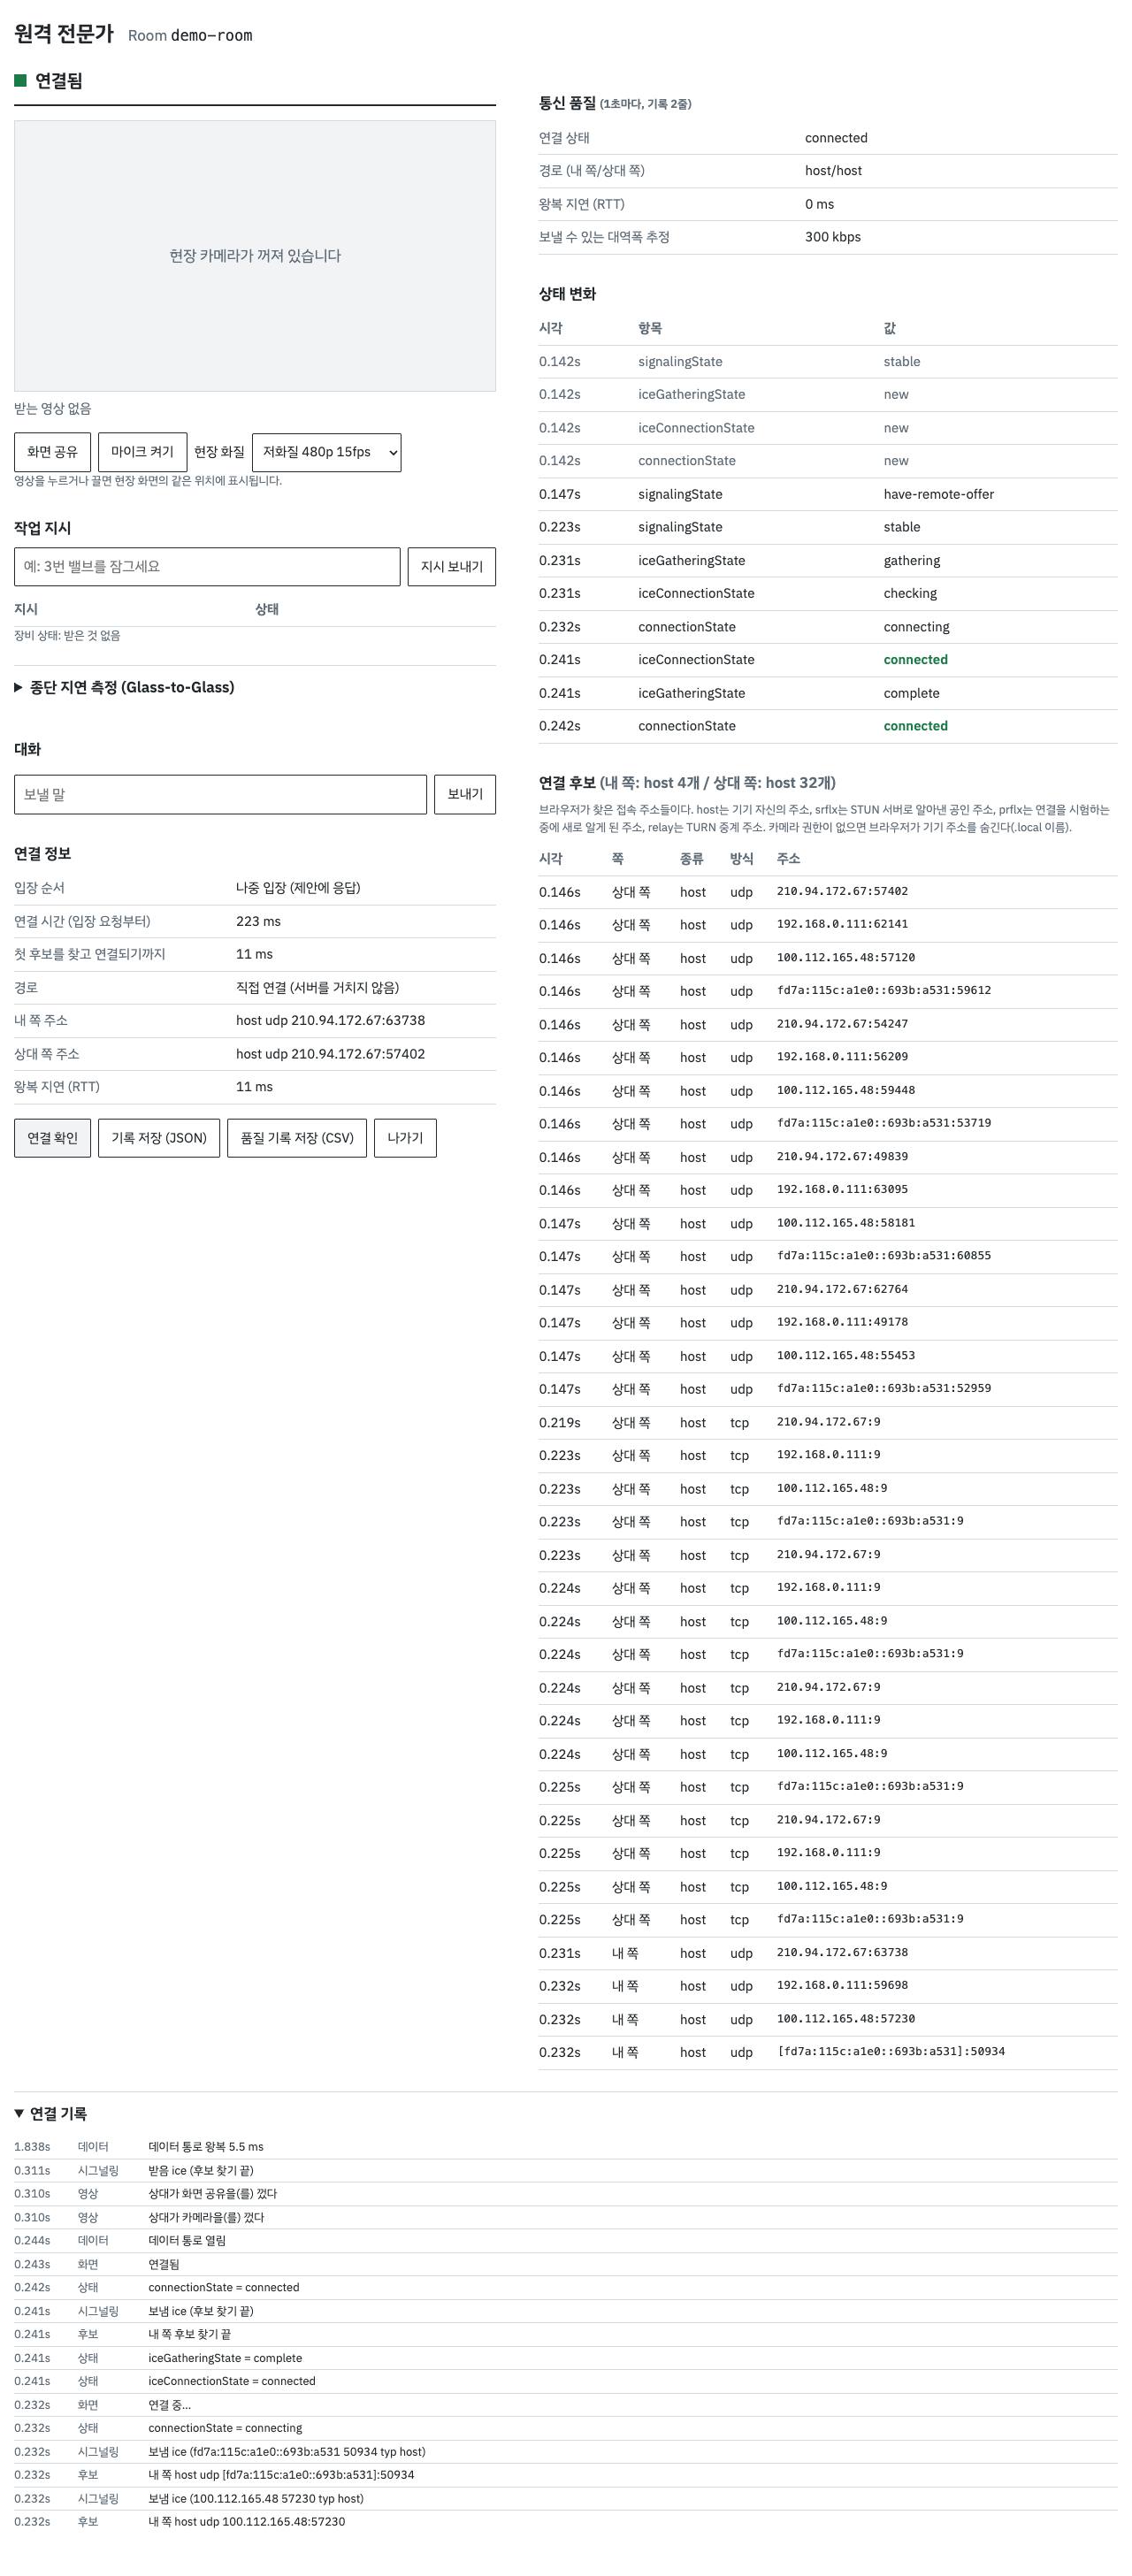 원격 전문가 Room demo-room
연결됨
현장 카메라가 꺼져 있습니다
받는 영상 없음
화면 공유 마이크 켜기 현장 화질 저화질 480p 15fps
영상을 누르거나 끌면 현장 화면의 같은 위치에 표시됩니다.
작업 지시
예: 3번 밸브를 잠그세요 지시 보내기
지시 상태
장비 상태: 받은 것 없음
▶ 종단 지연 측정 (Glass-to-Glass)
대화
보낼 말 보내기
연결 정보
입장 순서 나중 입장 (제안에 응답)
연결 시간 (입장 요청부터) 223 ms
첫 후보를 찾고 연결되기까지 11 ms
경로 직접 연결 (서버를 거치지 않음)
내 쪽 주소 host udp 210.94.172.67:63738
상대 쪽 주소 host udp 210.94.172.67:57402
왕복 지연 (RTT) 11 ms
연결 확인 기록 저장 (JSON) 품질 기록 저장 (CSV) 나가기
통신 품질 (1초마다, 기록 2줄)
연결 상태 connected
경로 (내 쪽/상대 쪽) host/host
왕복 지연 (RTT) 0 ms
보낼 수 있는 대역폭 추정 300 kbps
상태 변화
시각 항목 값
0.142s signalingState stable
0.142s iceGatheringState new
0.142s iceConnectionState new
0.142s connectionState new
0.147s signalingState have-remote-offer
0.223s signalingState stable
0.231s iceGatheringState gathering
0.231s iceConnectionState checking
0.232s connectionState connecting
0.241s iceConnectionState connected
0.241s iceGatheringState complete
0.242s connectionState connected
연결 후보 (내 쪽: host 4개 / 상대 쪽: host 32개)
브라우저가 찾은 접속 주소들이다. host는 기기 자신의 주소, srflx는 STUN 서버로 알아낸 공인 주소, prflx는 연결을 시험하는
중에 새로 알게 된 주소, relay는 TURN 중계 주소. 카메라 권한이 없으면 브라우저가 기기 주소를 숨긴다(.local 이름).
시각 쪽 종류 방식 주소
0.146s 상대 쪽 host udp 210.94.172.67:57402
0.146s 상대 쪽 host udp 192.168.0.111:62141
0.146s 상대 쪽 host udp 100.112.165.48:57120
0.146s 상대 쪽 host udp fd7a:115c:a1e0::693b:a531:59612
0.146s 상대 쪽 host udp 210.94.172.67:54247
0.146s 상대 쪽 host udp 192.168.0.111:56209
0.146s 상대 쪽 host udp 100.112.165.48:59448
0.146s 상대 쪽 host udp fd7a:115c:a1e0::693b:a531:53719
0.146s 상대 쪽 host udp 210.94.172.67:49839
0.146s 상대 쪽 host udp 192.168.0.111:63095
0.147s 상대 쪽 host udp 100.112.165.48:58181
0.147s 상대 쪽 host udp fd7a:115c:a1e0::693b:a531:60855
0.147s 상대 쪽 host udp 210.94.172.67:62764
0.147s 상대 쪽 host udp 192.168.0.111:49178
0.147s 상대 쪽 host udp 100.112.165.48:55453
0.147s 상대 쪽 host udp fd7a:115c:a1e0::693b:a531:52959
0.219s 상대 쪽 host tcp 210.94.172.67:9
0.223s 상대 쪽 host tcp 192.168.0.111:9
0.223s 상대 쪽 host tcp 100.112.165.48:9
0.223s 상대 쪽 host tcp fd7a:115c:a1e0::693b:a531:9
0.223s 상대 쪽 host tcp 210.94.172.67:9
0.224s 상대 쪽 host tcp 192.168.0.111:9
0.224s 상대 쪽 host tcp 100.112.165.48:9
0.224s 상대 쪽 host tcp fd7a:115c:a1e0::693b:a531:9
0.224s 상대 쪽 host tcp 210.94.172.67:9
0.224s 상대 쪽 host tcp 192.168.0.111:9
0.224s 상대 쪽 host tcp 100.112.165.48:9
0.225s 상대 쪽 host tcp fd7a:115c:a1e0::693b:a531:9
0.225s 상대 쪽 host tcp 210.94.172.67:9
0.225s 상대 쪽 host tcp 192.168.0.111:9
0.225s 상대 쪽 host tcp 100.112.165.48:9
0.225s 상대 쪽 host tcp fd7a:115c:a1e0::693b:a531:9
0.231s 내 쪽 host udp 210.94.172.67:63738
0.232s 내 쪽 host udp 192.168.0.111:59698
0.232s 내 쪽 host udp 100.112.165.48:57230
0.232s 내 쪽 host udp [fd7a:115c:a1e0::693b:a531]:50934
▼ 연결 기록
1.838s 데이터 데이터 통로 왕복 5.5 ms
0.311s 시그널링 받음 ice (후보 찾기 끝)
0.310s 영상 상대가 화면 공유을(를) 껐다
0.310s 영상 상대가 카메라을(를) 껐다
0.244s 데이터 데이터 통로 열림
0.243s 화면 연결됨
0.242s 상태 connectionState = connected
0.241s 시그널링 보냄 ice (후보 찾기 끝)
0.241s 후보 내 쪽 후보 찾기 끝
0.241s 상태 iceGatheringState = complete
0.241s 상태 iceConnectionState = connected
0.232s 화면 연결 중…
0.232s 상태 connectionState = connecting
0.232s 시그널링 보냄 ice (fd7a:115c:a1e0::693b:a531 50934 typ host)
0.232s 후보 내 쪽 host udp [fd7a:115c:a1e0::693b:a531]:50934
0.232s 시그널링 보냄 ice (100.112.165.48 57230 typ host)
0.232s 후보 내 쪽 host udp 100.112.165.48:57230